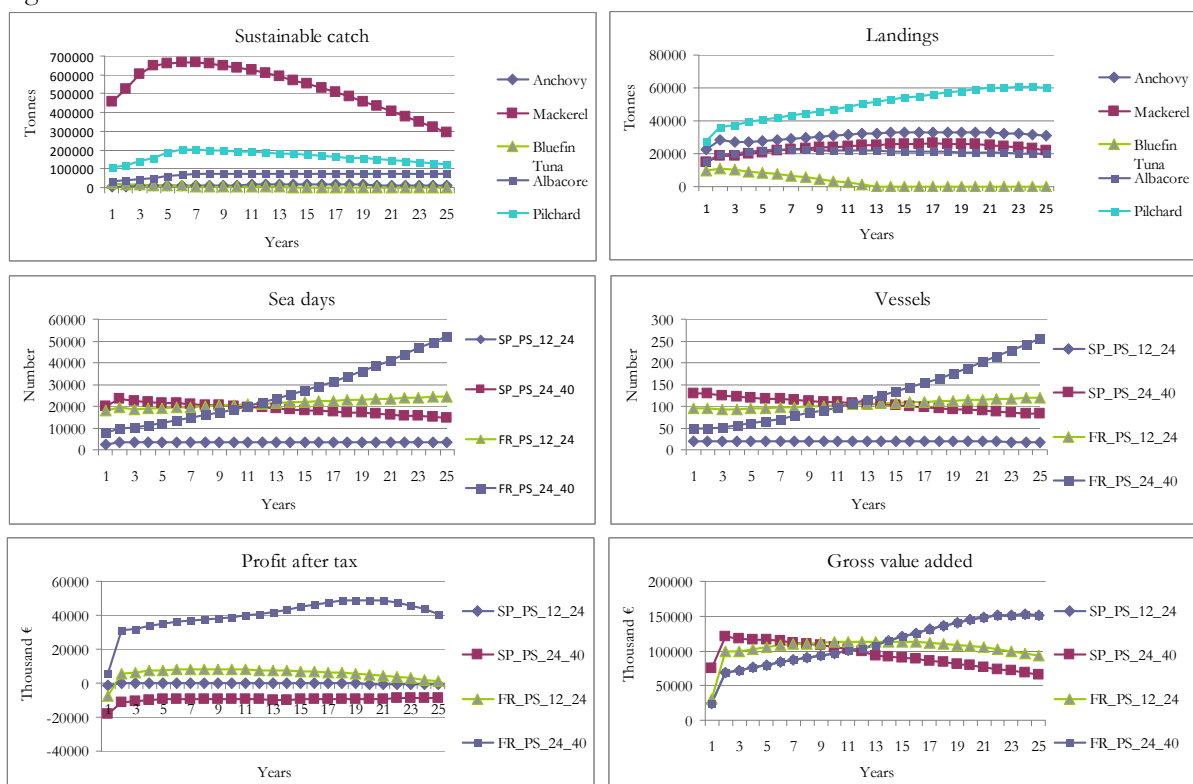 Sustainable catch
Tonnes
700000
600000
500000
400000
300000
200000
100000
0
1 3 5 7 9 11 13 15 17 19 21 23 25
Years
Anchovy
Mackerel
Bluefin
Tuna
Albacore
Pilchard
Landings
Tonnes
80000
60000
40000
20000
0
1 3 5 7 9 11 13 15 17 19 21 23 25
Years
Anchovy
Mackerel
Bluefin
Tuna
Albacore
Pilchard
Sea days
Number
60000
50000
40000
30000
20000
10000
0
1 3 5 7 9 11 13 15 17 19 21 23 25
Years
SP_PS_12_24
SP_PS_24_40
FR_PS_12_24
FR_PS_24_40
Vessels
Number
300
250
200
150
100
50
0
1 3 5 7 9 11 13 15 17 19 21 23 25
Years
SP_PS_12_24
SP_PS_24_40
FR_PS_12_24
FR_PS_24_40
Profit after tax
Thousand €
60000
40000
20000
0
-20000
-40000
1 3 5 7 9 11 13 15 17 19 21 23 25
Years
SP_PS_12_24
SP_PS_24_40
FR_PS_12_24
FR_PS_24_40
Gross value added
Thousand €
200000
150000
100000
50000
0
1 3 5 7 9 11 13 15 17 19 21 23 25
Years
SP_PS_12_24
SP_PS_24_40
FR_PS_12_24
FR_PS_24_40